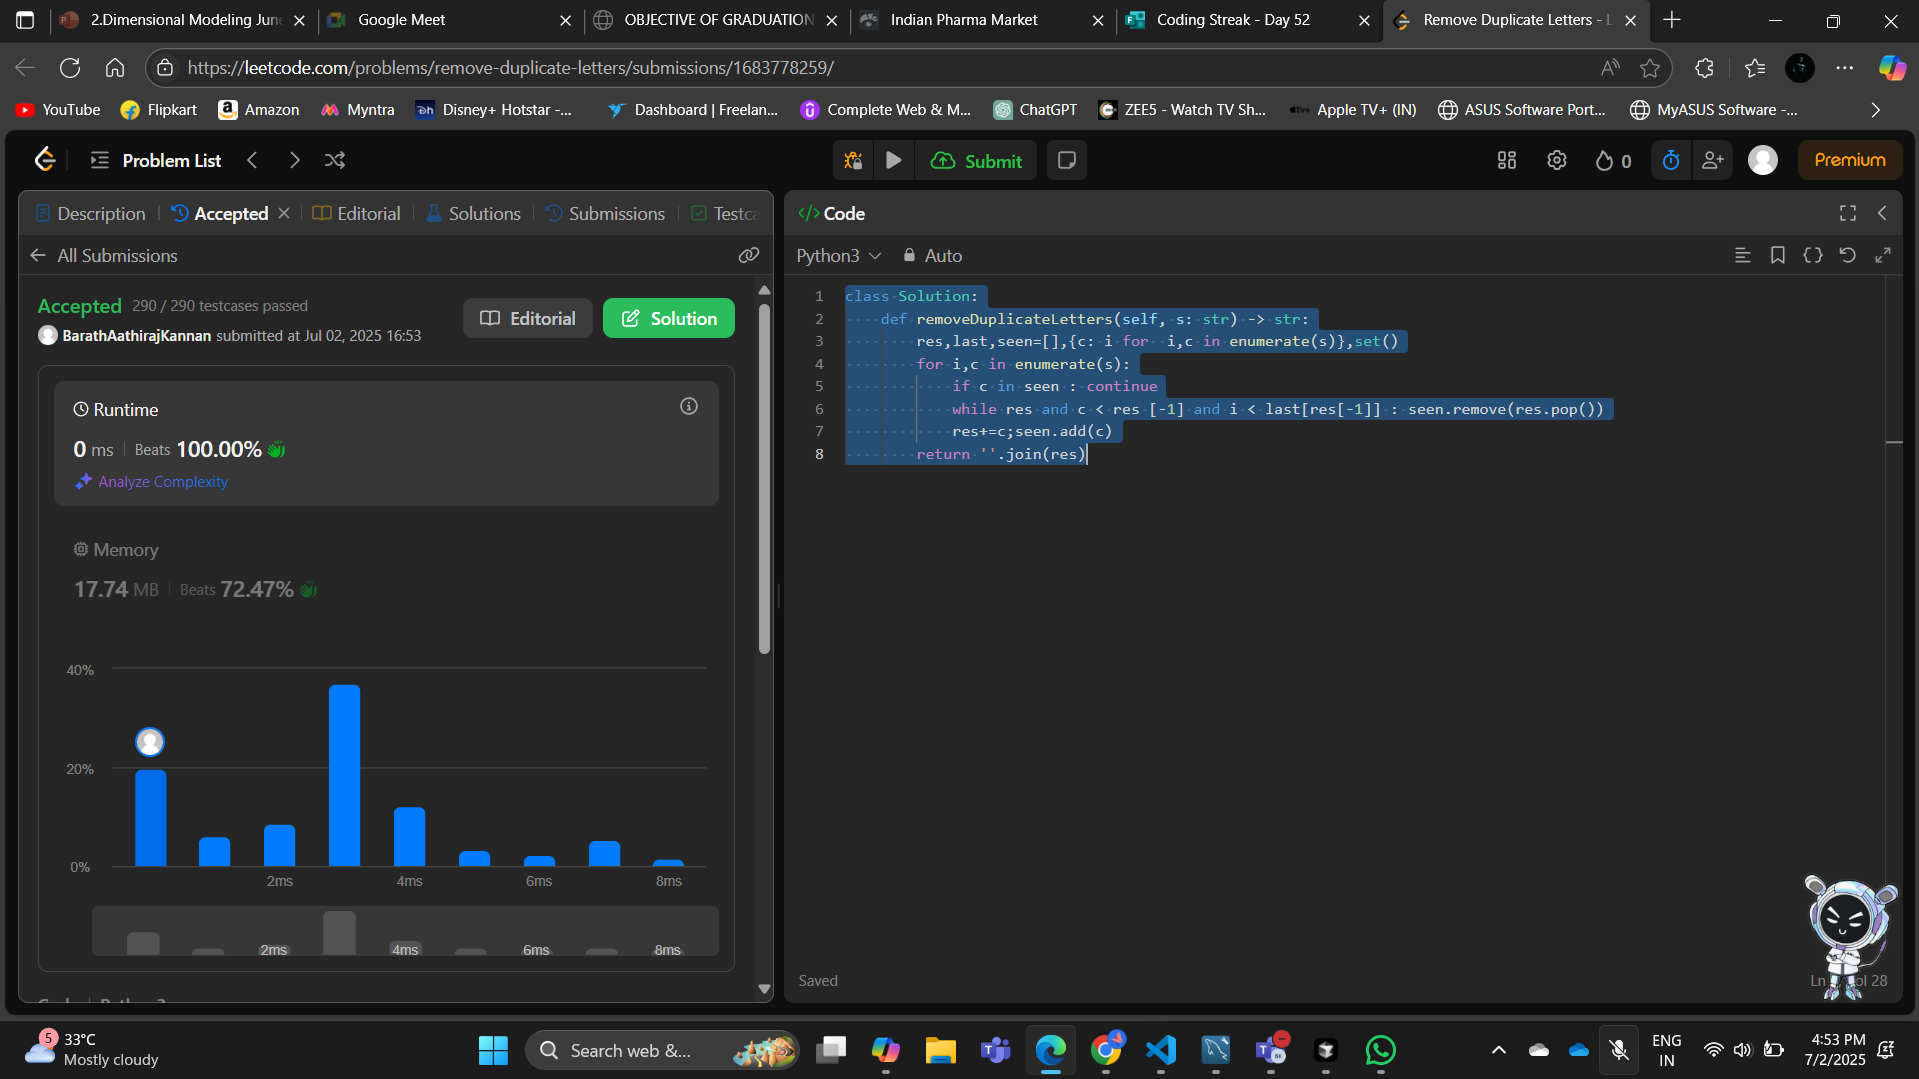 2.Dimensional Modeling Jun
Google Meet
OBJECTIVE OF GRADUATION
Indian Pharma Market
Coding Streak - Day 52
Remove Duplicate Letters - L
https://leetcode.com/problems/remove-duplicate-letters/submissions/1683778259/
YouTube
Flipkart
Amazon
Myntra
Disney+ Hotstar -...
Dashboard | Freelan...
Complete Web & M...
ChatGPT
ZEE5 - Watch TV Sh...
Apple TV+ (IN)
ASUS Software Port...
MyASUS Software -...
Problem List
Submit
0
Premium
Description
Accepted
Editorial
Solutions
Submissions
Testca
All Submissions
Accepted 290 / 290 testcases passed
BarathAathirajKannan submitted at Jul 02, 2025 16:53
Editorial
Solution
Runtime
0 ms | Beats 100.00%
Analyze Complexity
Memory
17.74 MB | Beats 72.47%
40%
20%
0%
2ms
4ms
6ms
8ms
2ms
4ms
6ms
8ms
</> Code
Python3
Auto
1 class Solution:
2     def removeDuplicateLetters(self, s: str) -> str:
3         res,last,seen=[],{c: i for  i,c in enumerate(s)},set()
4         for i,c in enumerate(s):
5             if c in seen : continue
6             while res and c < res [-1] and i < last[res[-1]] : seen.remove(res.pop())
7             res+=c;seen.add(c)
8         return ''.join(res)
Saved
Ln
ol 28
5
33°C
Mostly cloudy
Search web &...
ENG
IN
4:53 PM
7/2/2025